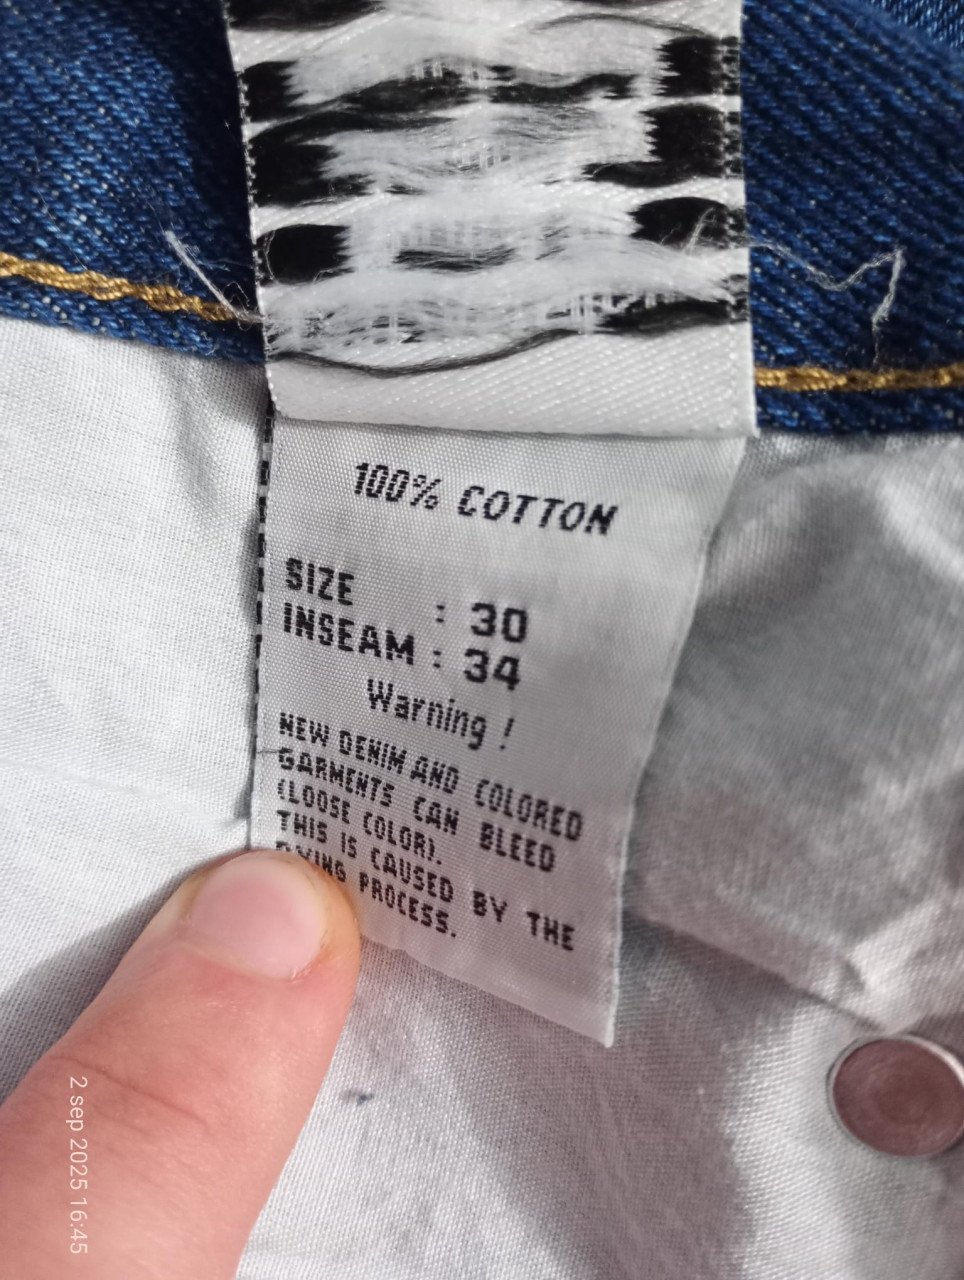 100% COTTON
SIZE : 30
INSEAM : 34
Warning !
NEW DENIM AND COLORED
GARMENTS CAN BLEED
(LOOSE COLOR).
THIS IS CAUSED BY THE
DYING PROCESS.
2 sep 2025 16:45